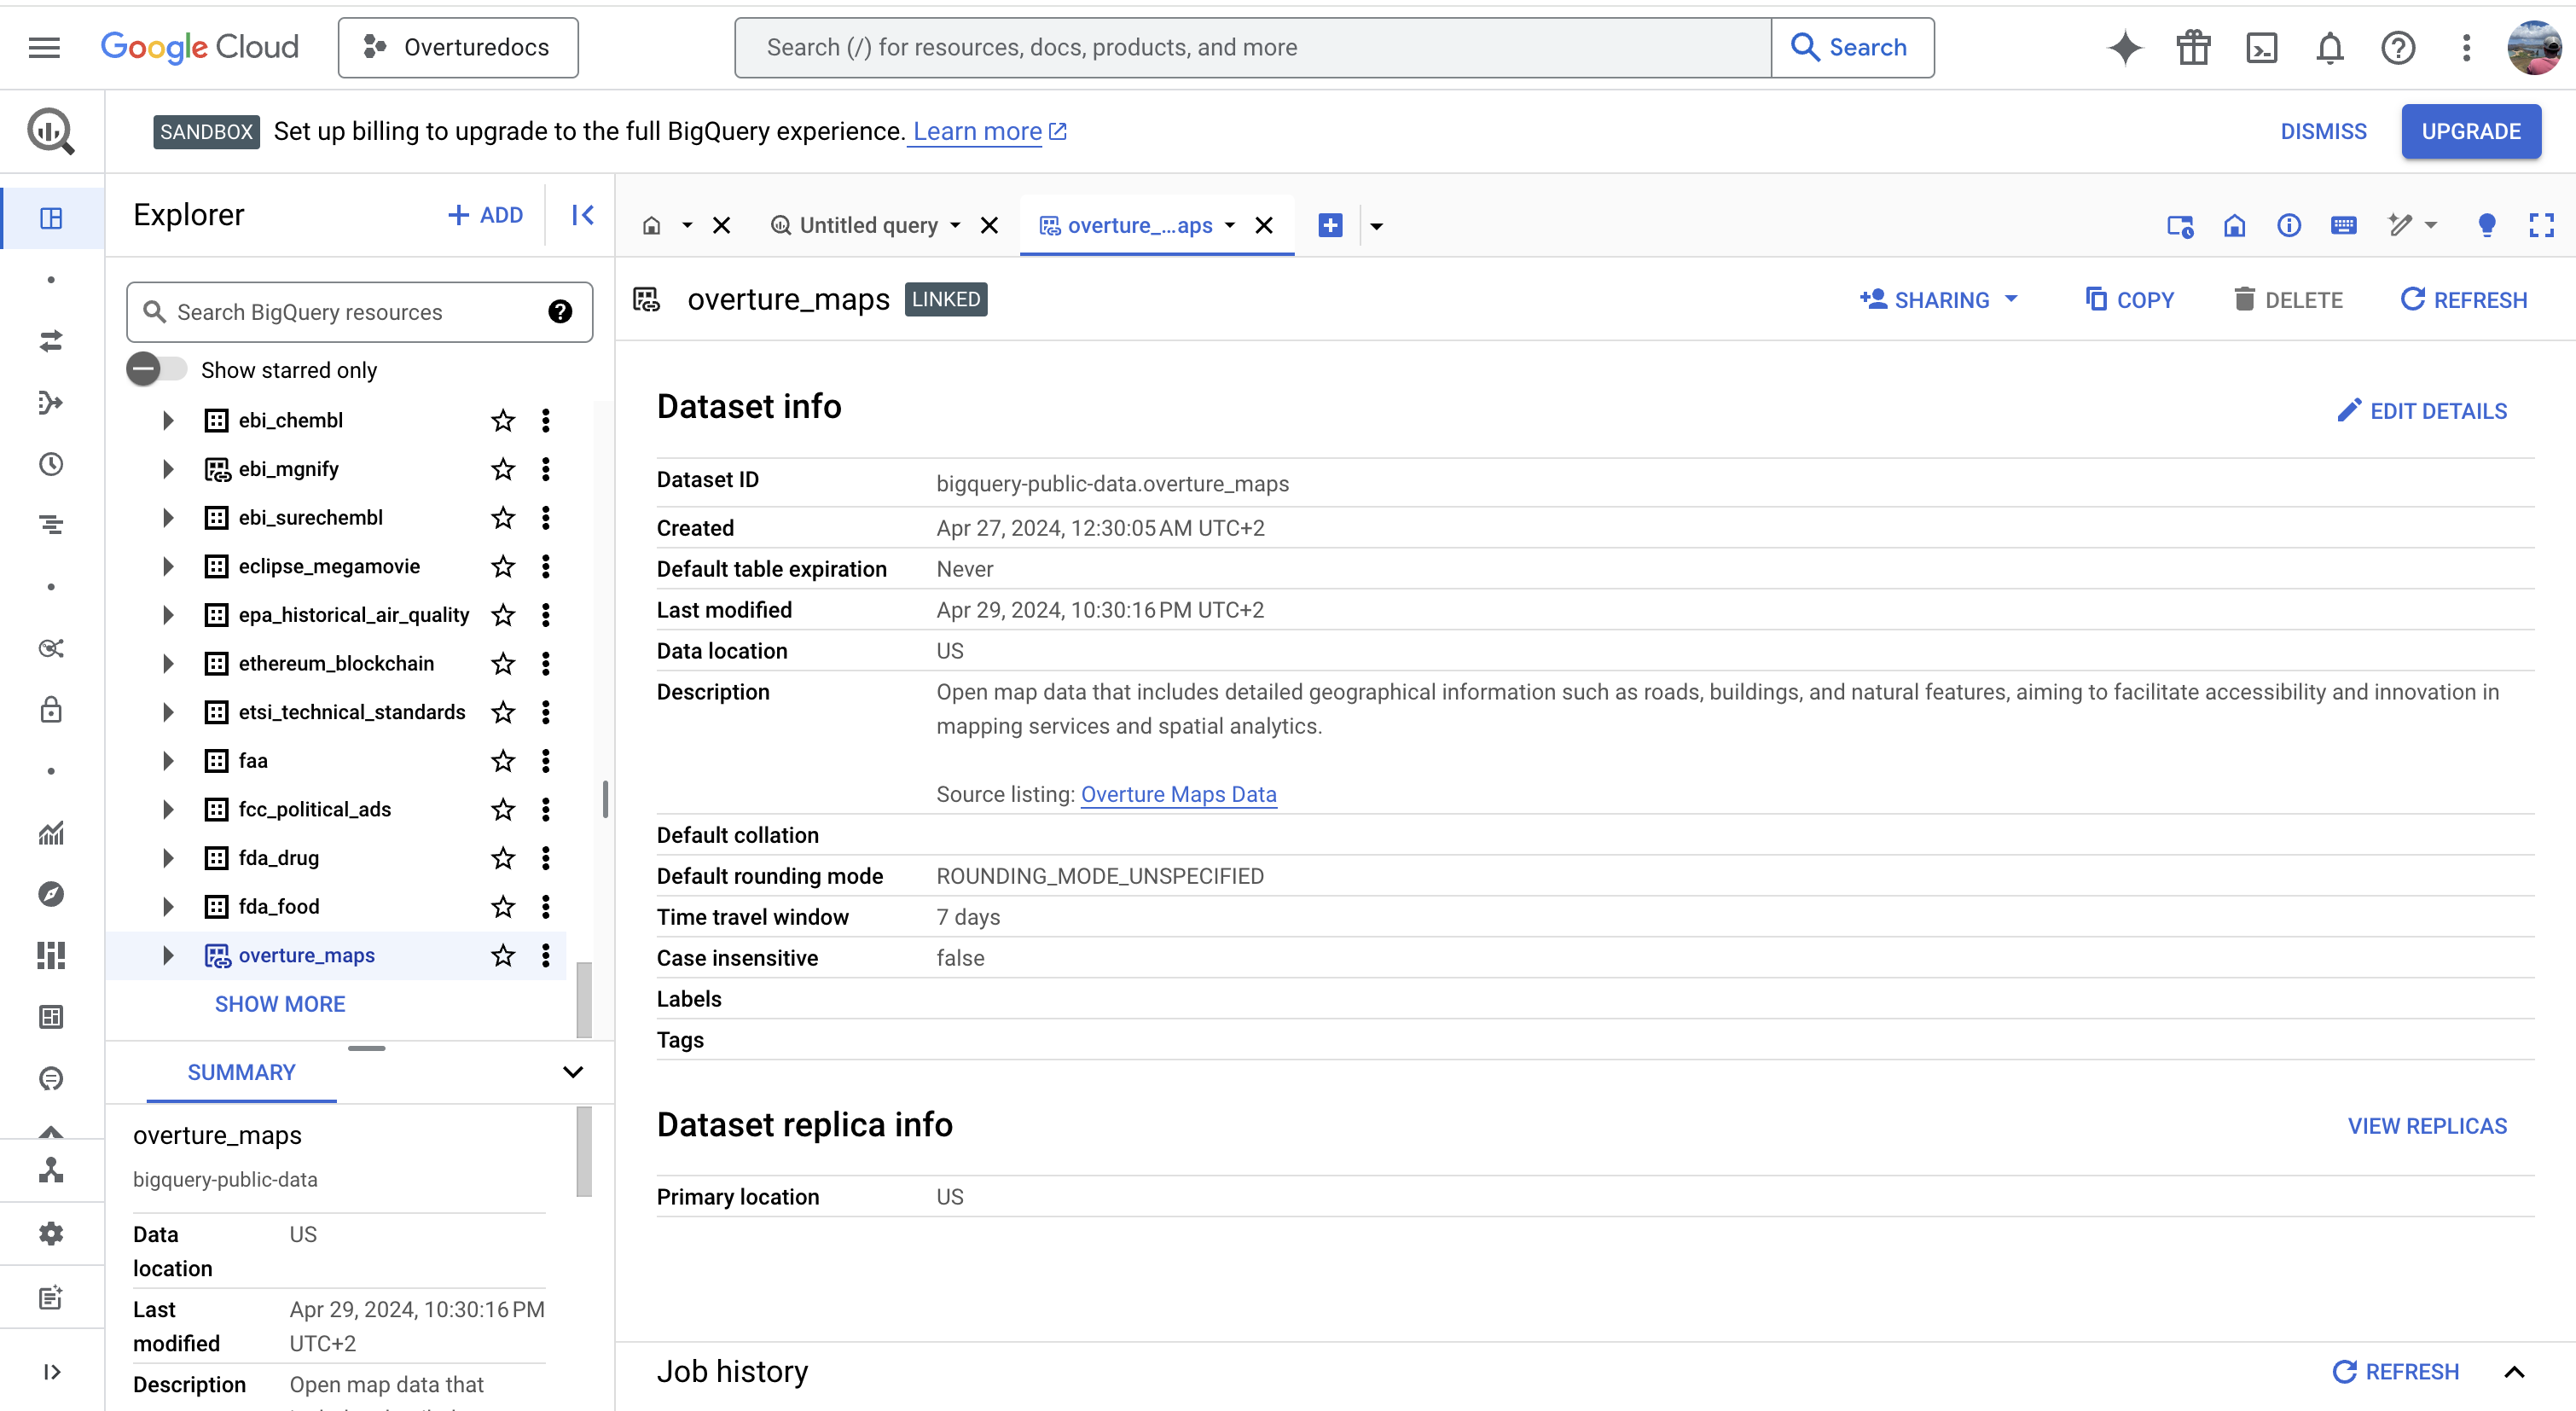 Google Cloud
Overturedocs
Search (/) for resources, docs, products, and more
Search
SANDBOX Set up billing to upgrade to the full BigQuery experience. Learn more
DISMISS
UPGRADE
Explorer
+ ADD
Search BigQuery resources
Show starred only
ebi_chembl
ebi_mgnify
ebi_surechembl
eclipse_megamovie
epa_historical_air_quality
ethereum_blockchain
etsi_technical_standards
faa
fcc_political_ads
fda_drug
fda_food
overture_maps
SHOW MORE
SUMMARY
overture_maps
bigquery-public-data
Data location US
Last modified Apr 29, 2024, 10:30:16 PM UTC+2
Description Open map data that
Untitled query
overture_...aps
overture_maps LINKED
SHARING
COPY
DELETE
REFRESH
Dataset info
EDIT DETAILS
Dataset ID bigquery-public-data.overture_maps
Created Apr 27, 2024, 12:30:05 AM UTC+2
Default table expiration Never
Last modified Apr 29, 2024, 10:30:16 PM UTC+2
Data location US
Description Open map data that includes detailed geographical information such as roads, buildings, and natural features, aiming to facilitate accessibility and innovation in
mapping services and spatial analytics.
Source listing: Overture Maps Data
Default collation
Default rounding mode ROUNDING_MODE_UNSPECIFIED
Time travel window 7 days
Case insensitive false
Labels
Tags
Dataset replica info
VIEW REPLICAS
Primary location US
Job history
REFRESH